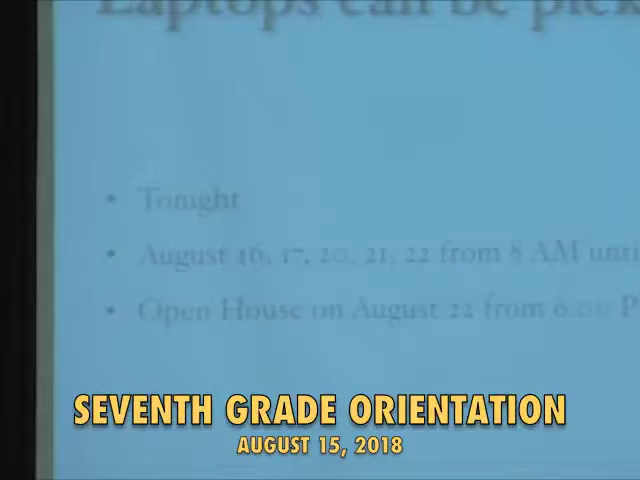 Laptops can be pick
• Tonight
• August 16, 17, 20, 21, 22 from 8 AM unti
• Open House on August 22 from 6:00 P
SEVENTH GRADE ORIENTATION
AUGUST 15, 2018